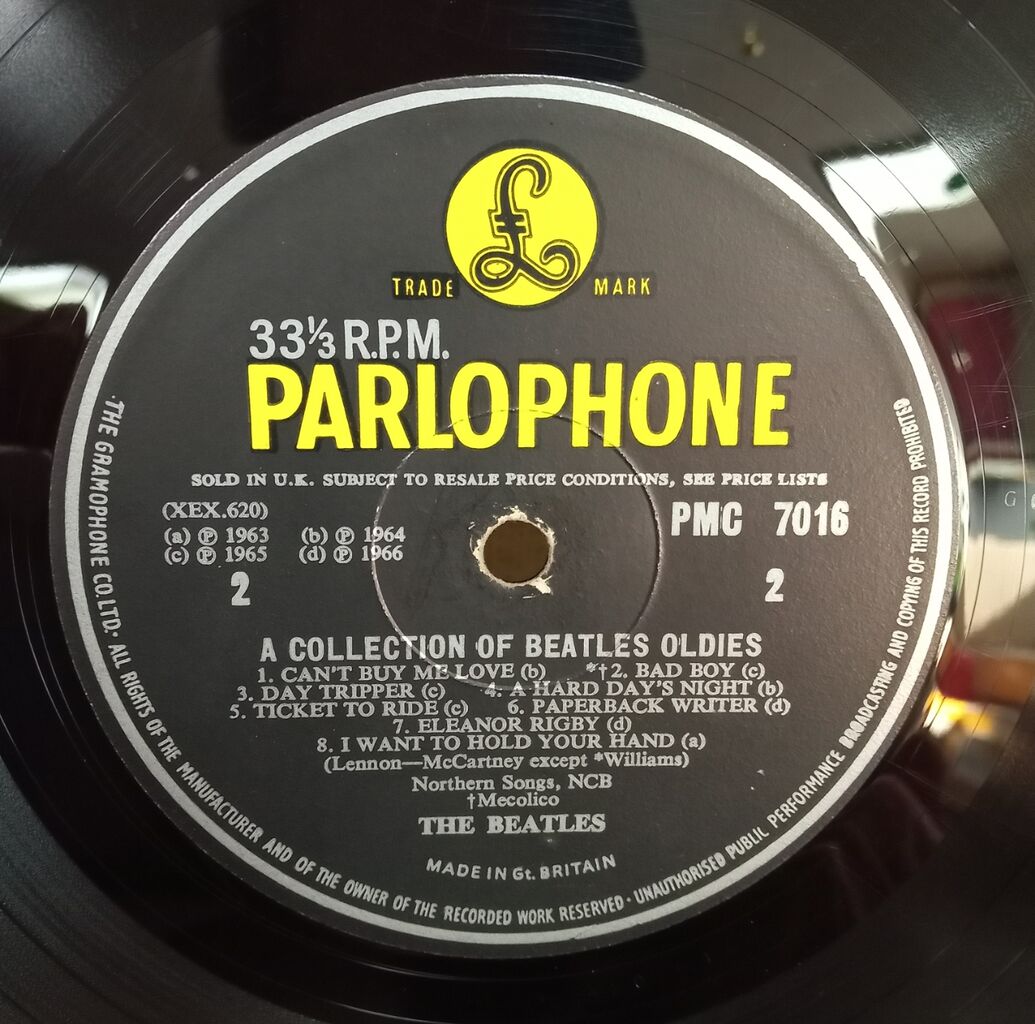 £
TRADE MARK
33⅓ R.P.M.
PARLOPHONE
SOLD IN U.K. SUBJECT TO RESALE PRICE CONDITIONS, SEE PRICE LISTS
(XEX.620)
PMC 7016
(a) ℗ 1963 (b) ℗ 1964
(c) ℗ 1965 (d) ℗ 1966
2 2
A COLLECTION OF BEATLES OLDIES
1. CAN'T BUY ME LOVE (b) *†2. BAD BOY (c)
3. DAY TRIPPER (c) 4. A HARD DAY'S NIGHT (b)
5. TICKET TO RIDE (c) 6. PAPERBACK WRITER (d)
7. ELEANOR RIGBY (d)
8. I WANT TO HOLD YOUR HAND (a)
(Lennon—McCartney except *Williams)
Northern Songs, NCB
†Mecolico
THE BEATLES
MADE IN Gt. BRITAIN
·THE GRAMOPHONE CO.LTD· ALL RIGHTS OF THE MANUFACTURER AND OF THE OWNER OF THE RECORDED WORK RESERVED · UNAUTHORISED PUBLIC PERFORMANCE BROADCASTING AND COPYING OF THIS RECORD PROHIBITED